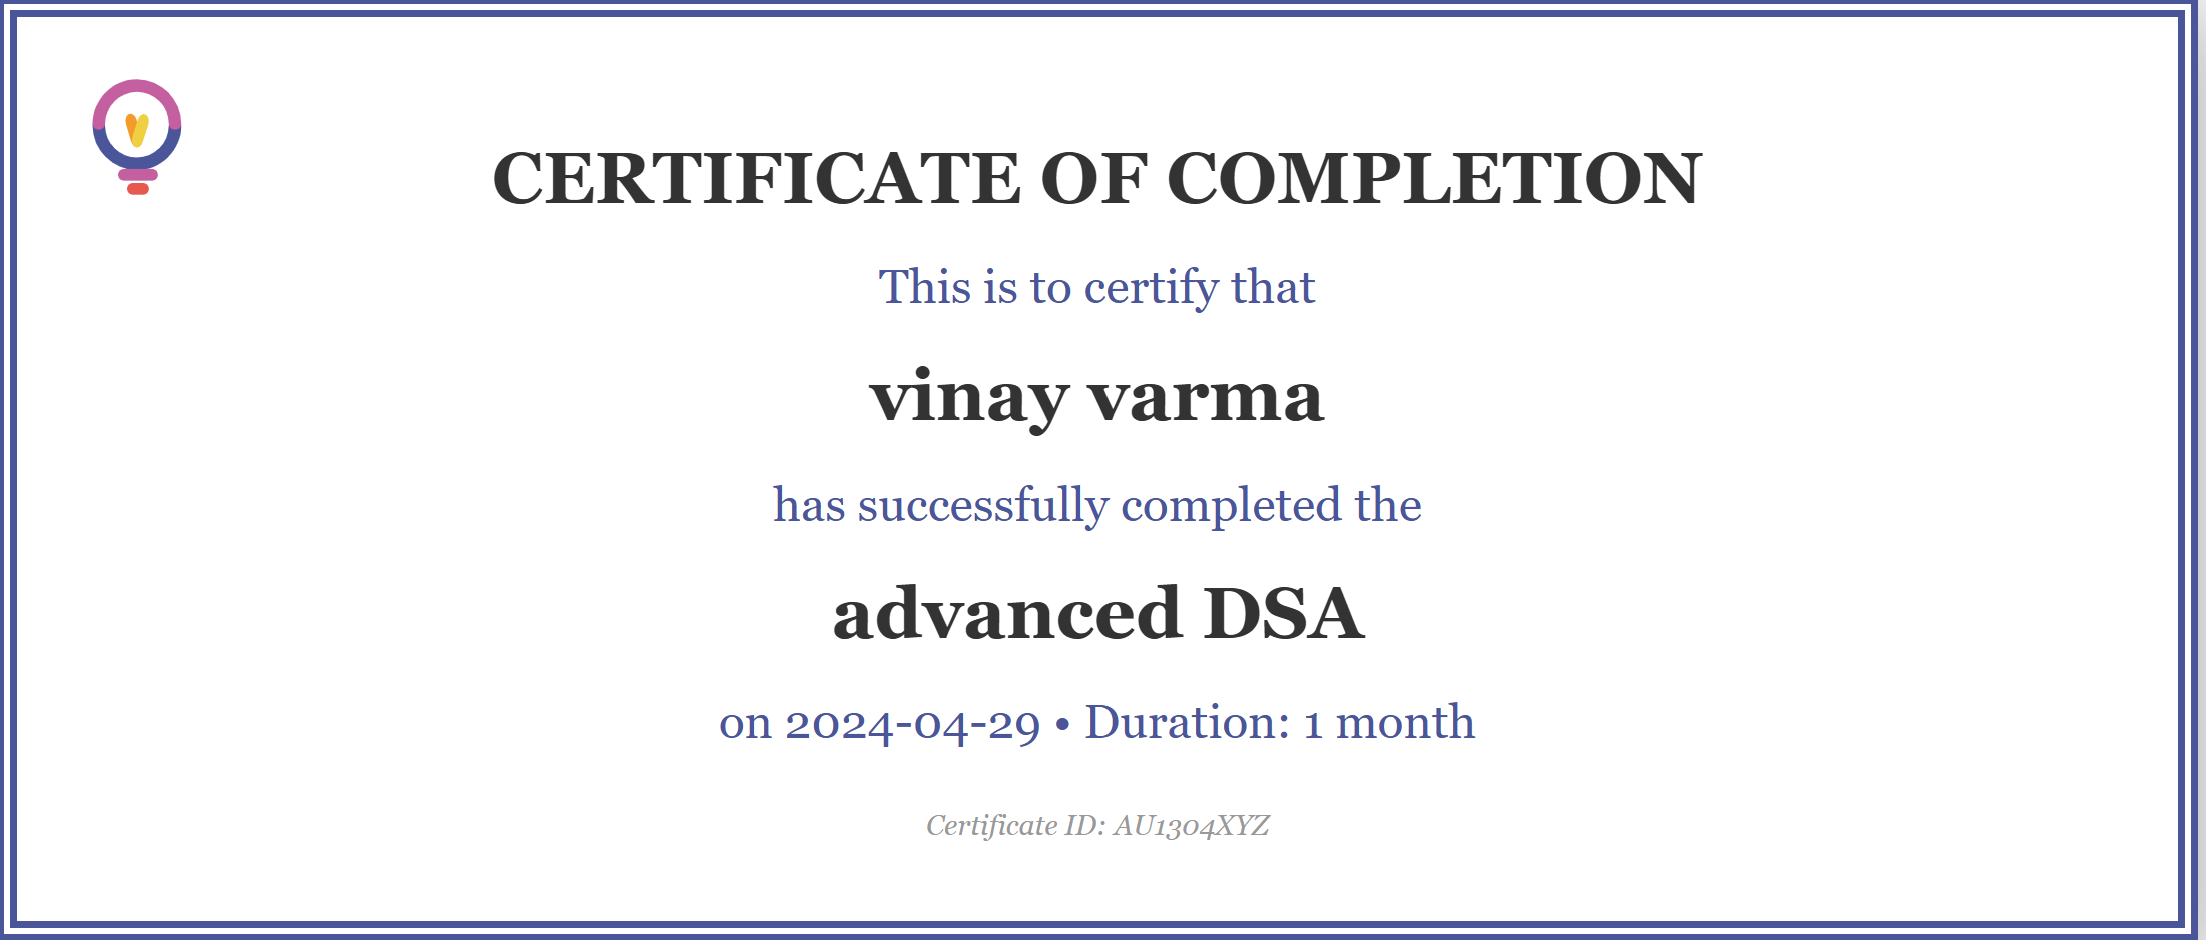 CERTIFICATE OF COMPLETION
This is to certify that
vinay varma
has successfully completed the
advanced DSA
on 2024-04-29 • Duration: 1 month
Certificate ID: AU1304XYZ